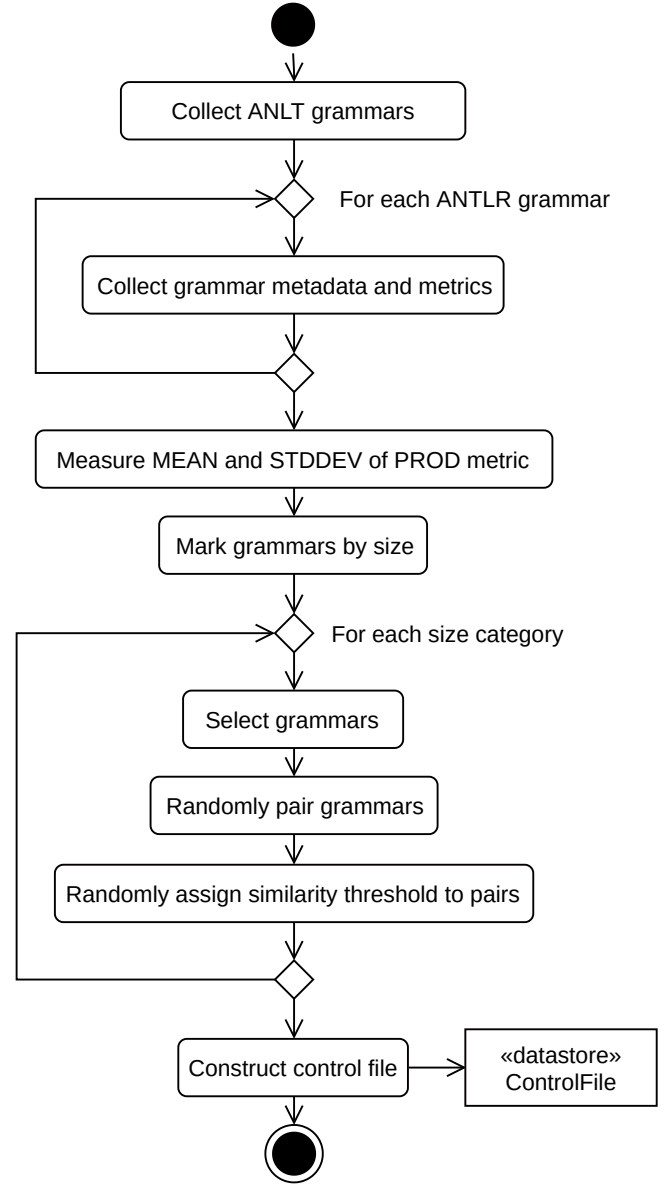 Collect ANLT grammars
For each ANTLR grammar
Collect grammar metadata and metrics
Measure MEAN and STDDEV of PROD metric
Mark grammars by size
For each size category
Select grammars
Randomly pair grammars
Randomly assign similarity threshold to pairs
Construct control file
«datastore»
ControlFile